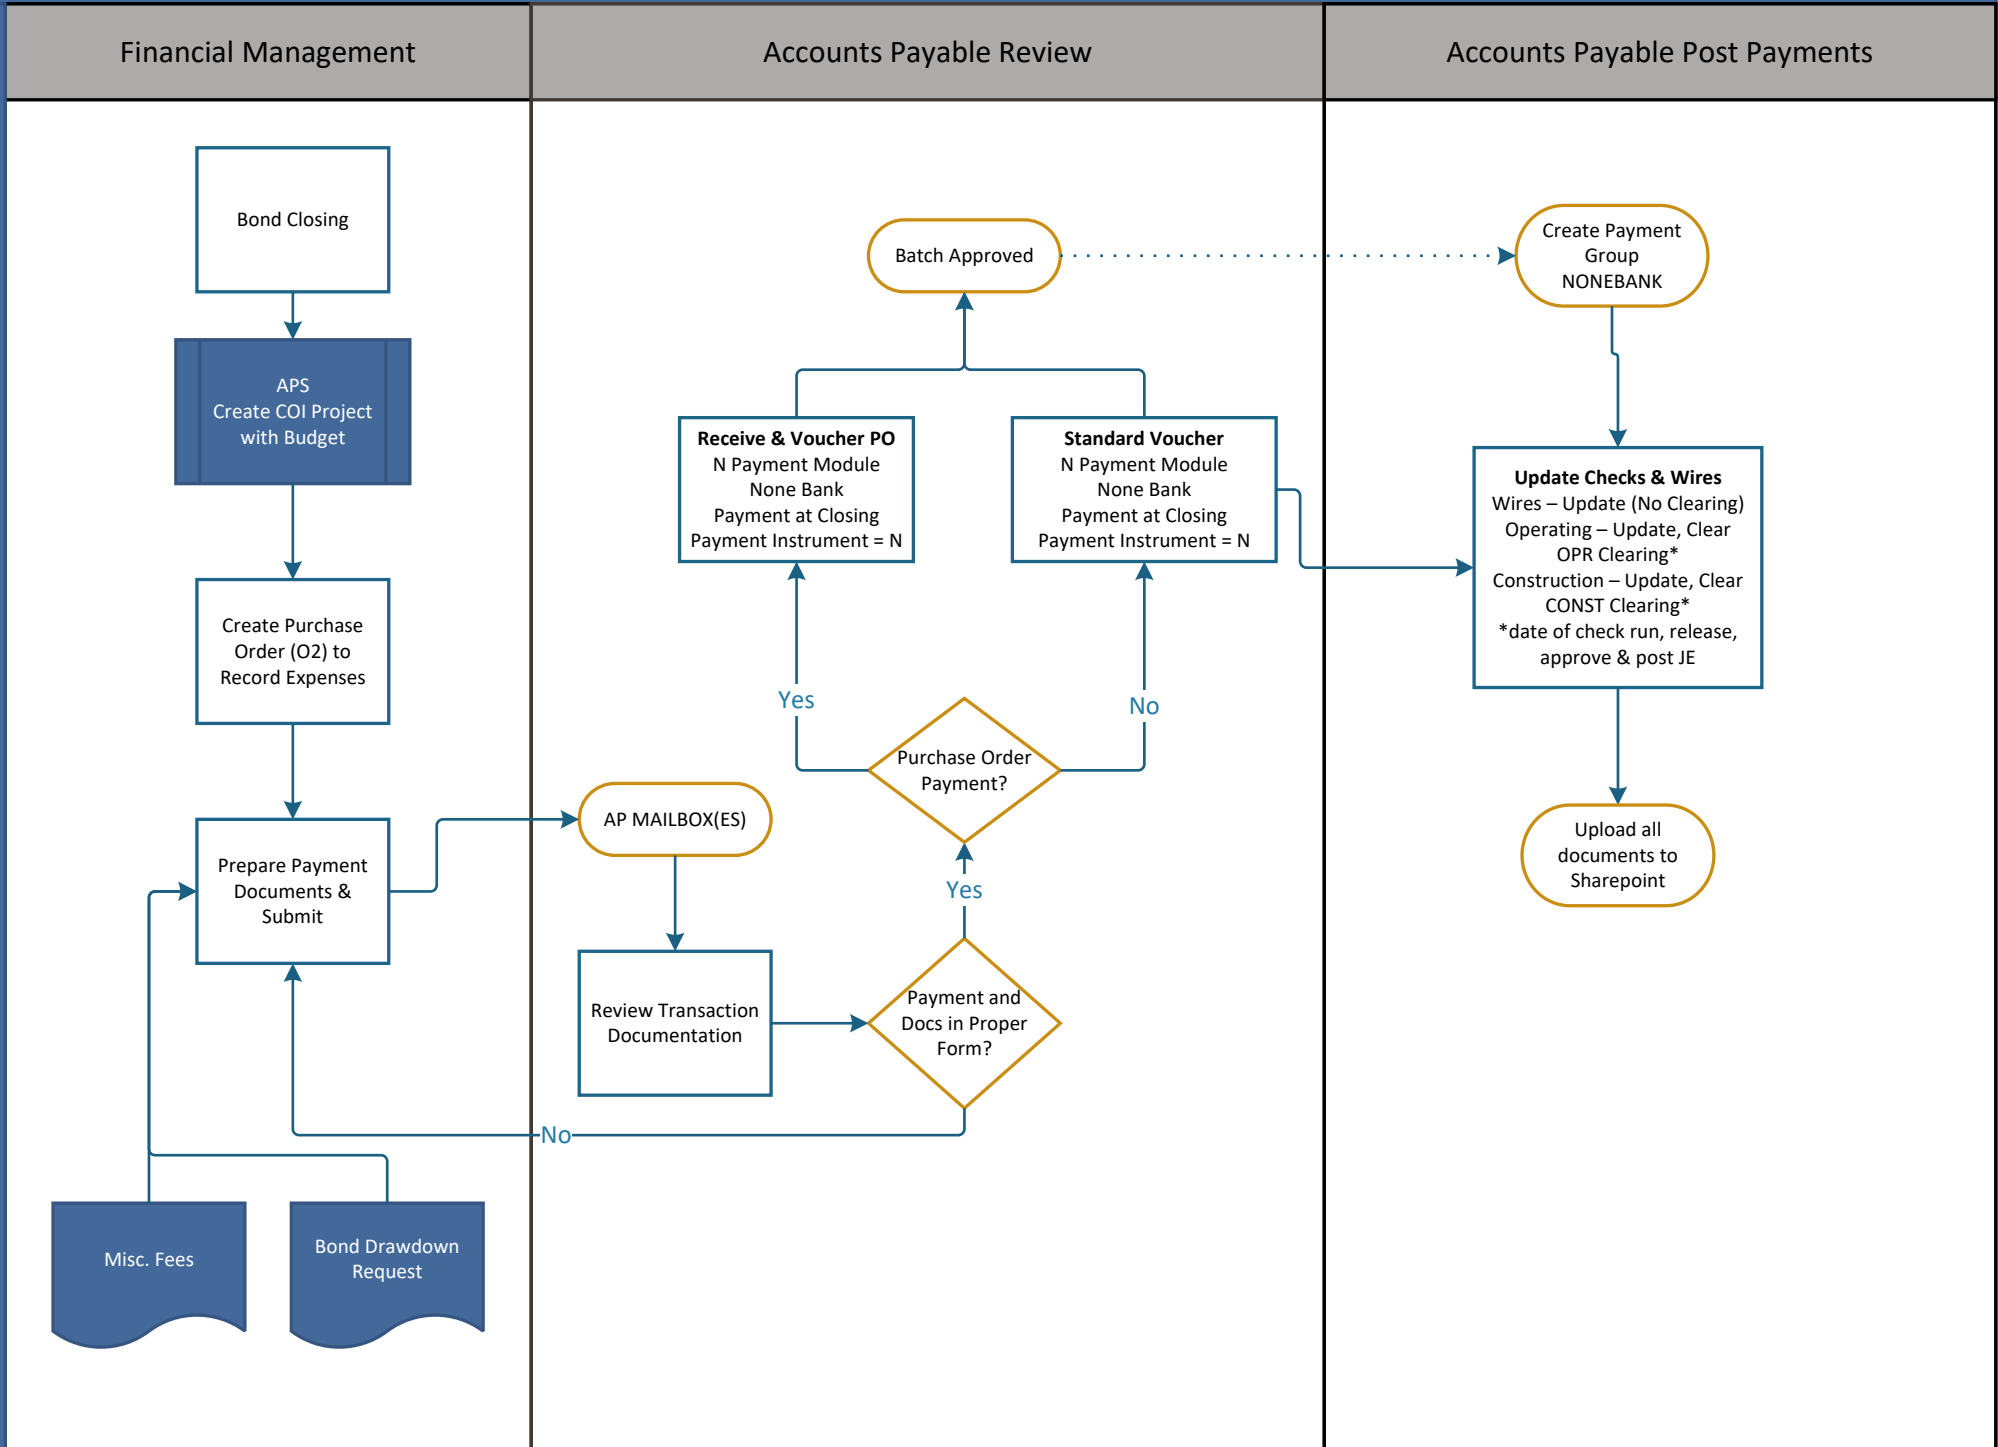 Financial Management
Accounts Payable Review
Accounts Payable Post Payments
Bond Closing
APS
Create COI Project
with Budget
Create Purchase
Order (O2) to
Record Expenses
Prepare Payment
Documents &
Submit
Misc. Fees
Bond Drawdown
Request
Batch Approved
Receive & Voucher PO
N Payment Module
None Bank
Payment at Closing
Payment Instrument = N
Standard Voucher
N Payment Module
None Bank
Payment at Closing
Payment Instrument = N
Yes
No
Purchase Order
Payment?
AP MAILBOX(ES)
Yes
Review Transaction
Documentation
Payment and
Docs in Proper
Form?
No
Create Payment
Group
NONEBANK
Update Checks & Wires
Wires – Update (No Clearing)
Operating – Update, Clear
OPR Clearing*
Construction – Update, Clear
CONST Clearing*
*date of check run, release,
approve & post JE
Upload all
documents to
Sharepoint